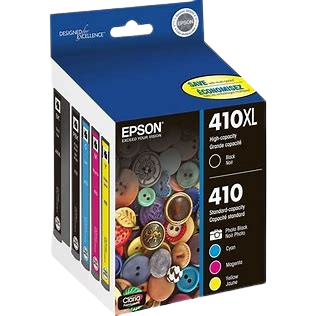 DESIGNED for
EXCELLENCE
SAVE
ÉCONOMISEZ
EPSON
EXCEED YOUR VISION
410XL
High-capacity
Grande capacité
Black
Noir
410
Standard-capacity
Capacité standard
Photo Black
Noir Photo
Cyan
Magenta
Yellow
Jaune
Claria